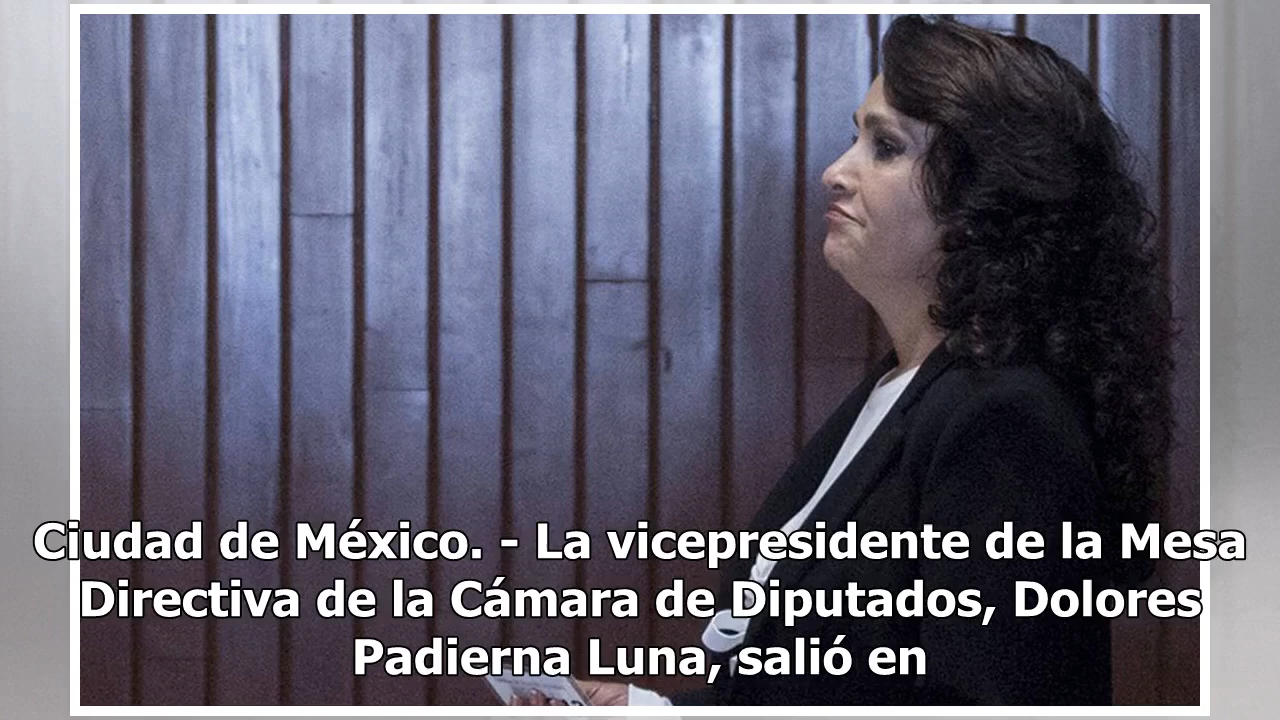 Ciudad de México. - La vicepresidente de la Mesa
Directiva de la Cámara de Diputados, Dolores
Padierna Luna, salió en